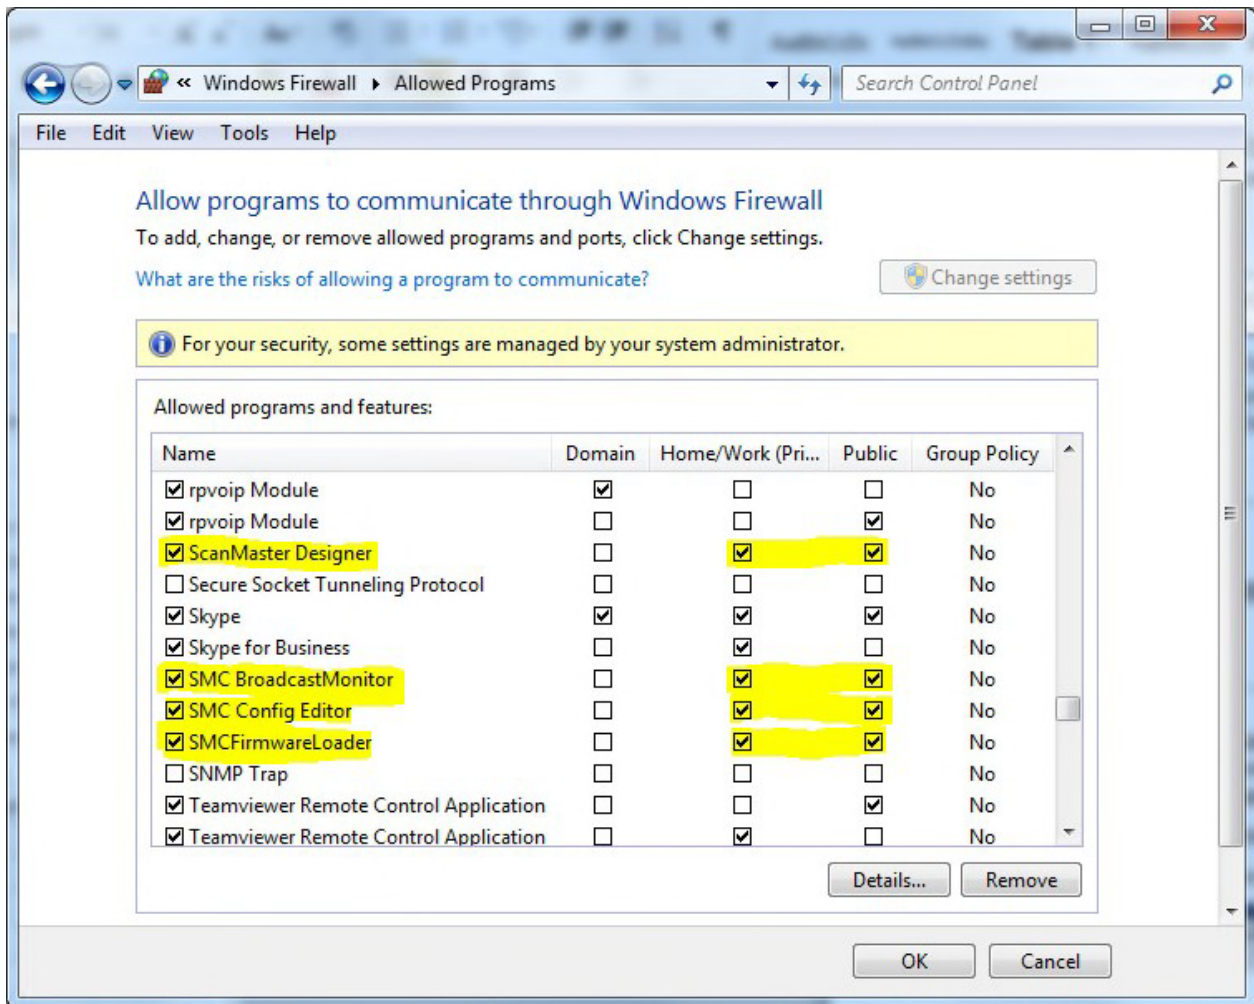 « Windows Firewall Allowed Programs Search Control Panel
File Edit View Tools Help
Allow programs to communicate through Windows Firewall
To add, change, or remove allowed programs and ports, click Change settings.
What are the risks of allowing a program to communicate? Change settings
For your security, some settings are managed by your system administrator.
Allowed programs and features:
Name Domain Home/Work (Pri... Public Group Policy
rpvoip Module No
rpvoip Module No
ScanMaster Designer No
Secure Socket Tunneling Protocol No
Skype No
Skype for Business No
SMC BroadcastMonitor No
SMC Config Editor No
SMCFirmwareLoader No
SNMP Trap No
Teamviewer Remote Control Application No
Teamviewer Remote Control Application No
Details... Remove
OK Cancel